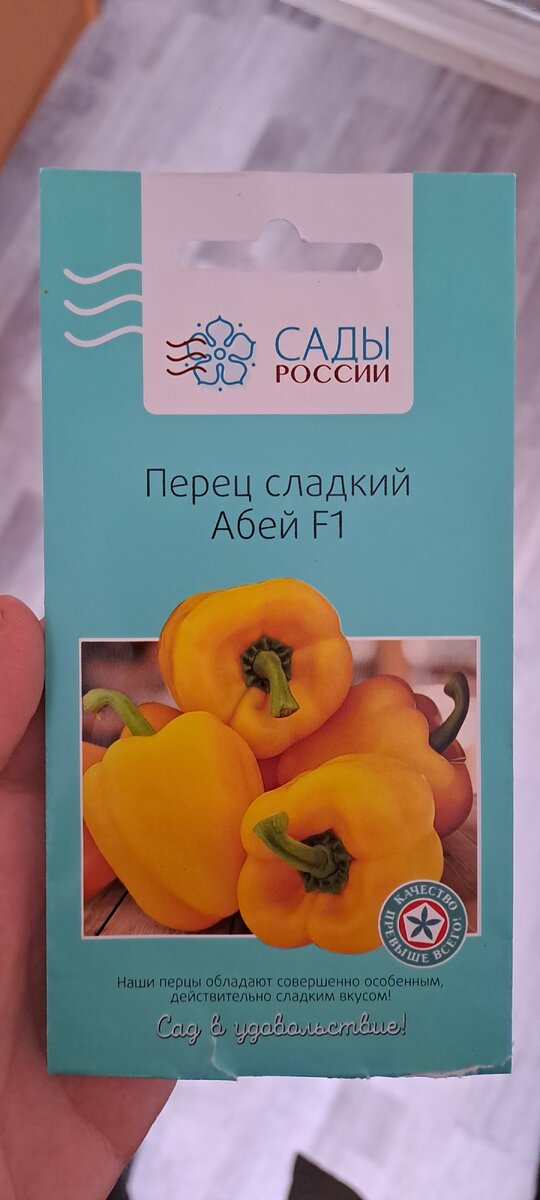 САДЫ
РОССИИ
Перец сладкий
Абей F1
КАЧЕСТВО
ПРЕВЫШЕ ВСЕГО!
Наши перцы обладают совершенно особенным,
действительно сладким вкусом!
Сад в удовольствие!